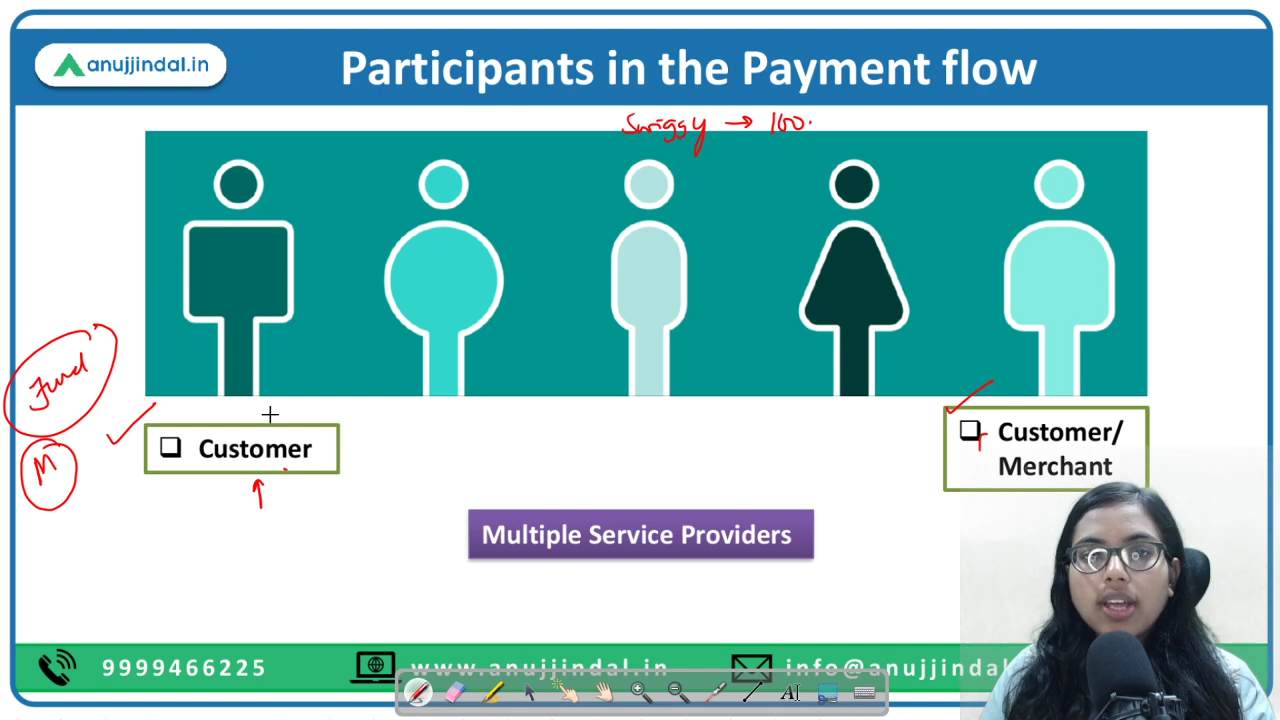 anujjindal.in
Participants in the Payment flow
Swiggy → 100.
Fund
M
❑ Customer
❑ Customer/
Merchant
Multiple Service Providers
9999466225
www.anujjindal.in
info@anujjindal
AI